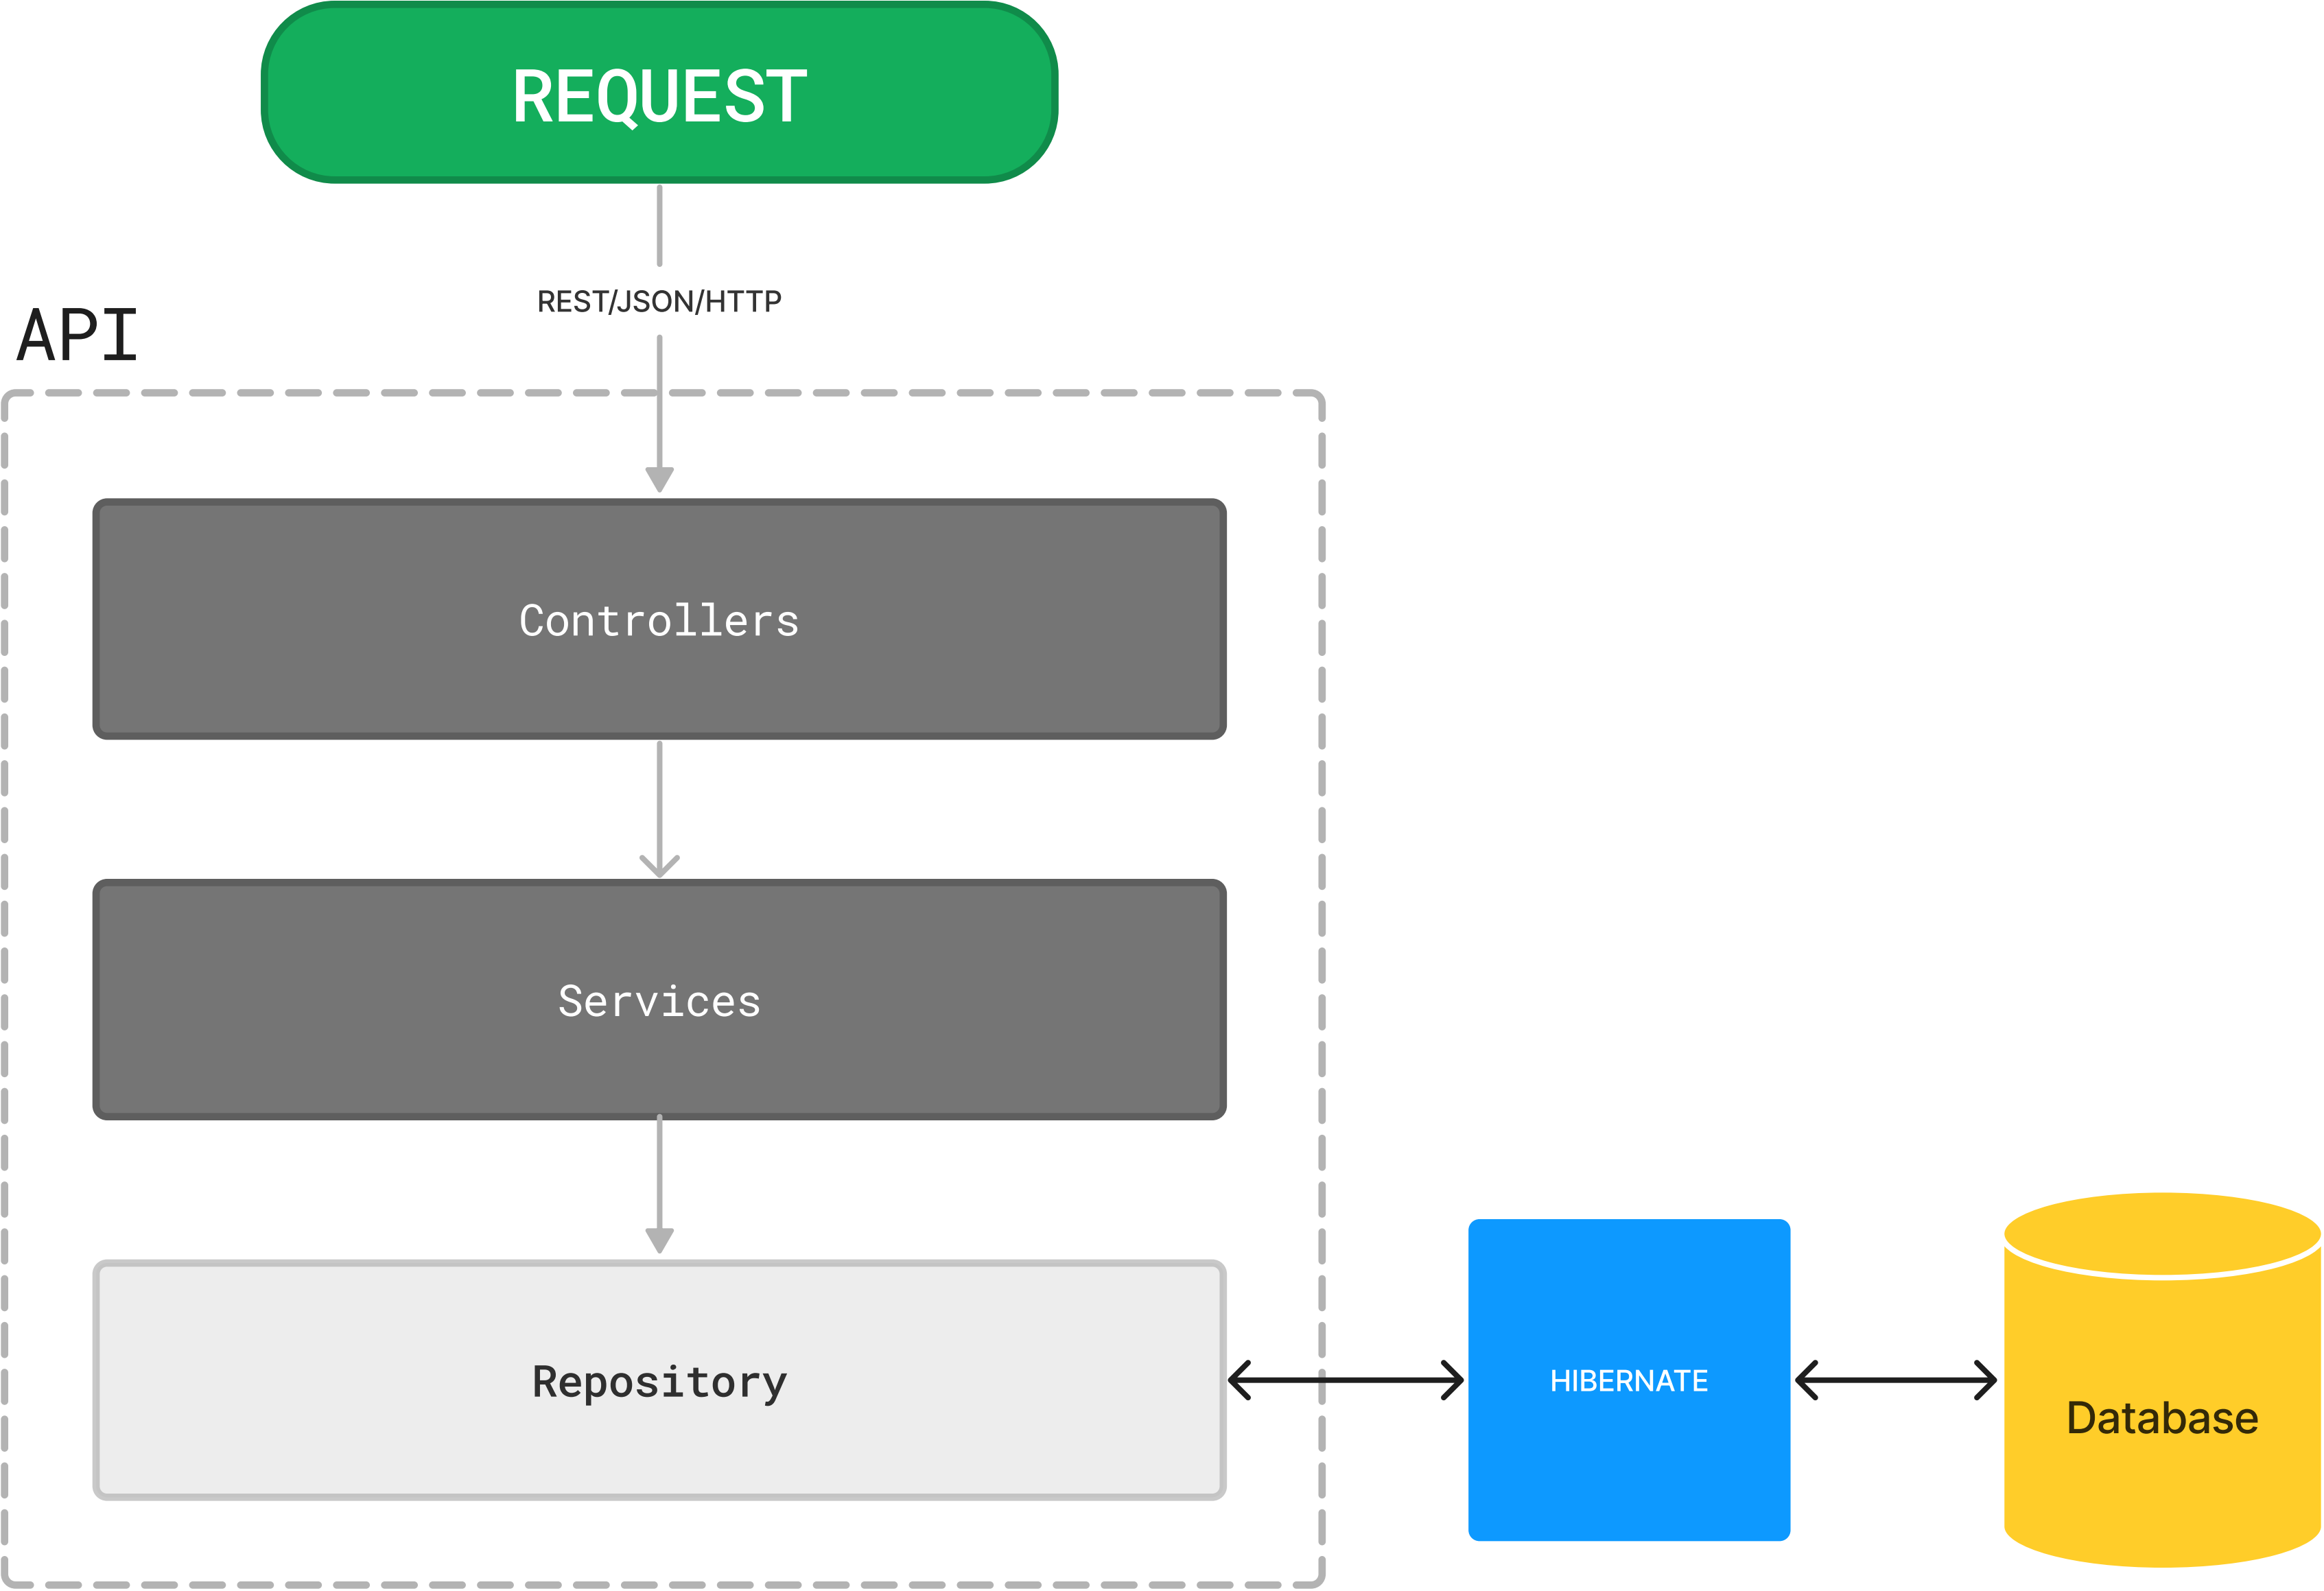 REQUEST
REST/JSON/HTTP
API
Controllers
Services
Repository
HIBERNATE
Database